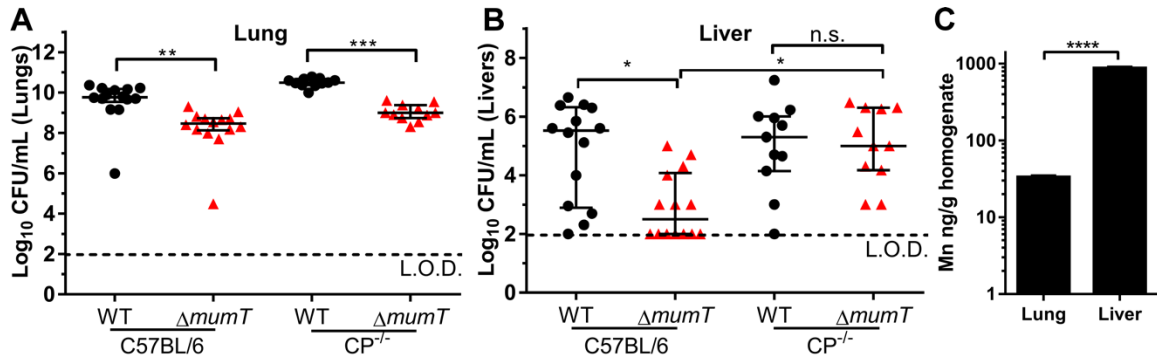 A
Lung
Log10 CFU/mL (Lungs)
12
10
8
6
4
2
0
**
***
L.O.D.
WT
ΔmumT
WT
ΔmumT
C57BL/6
CP-/-
B
Liver
Log10 CFU/mL (Livers)
8
6
4
2
0
*
n.s.
*
L.O.D.
WT
ΔmumT
WT
ΔmumT
C57BL/6
CP-/-
C
Mn ng/g homogenate
1000
100
10
1
****
Lung
Liver